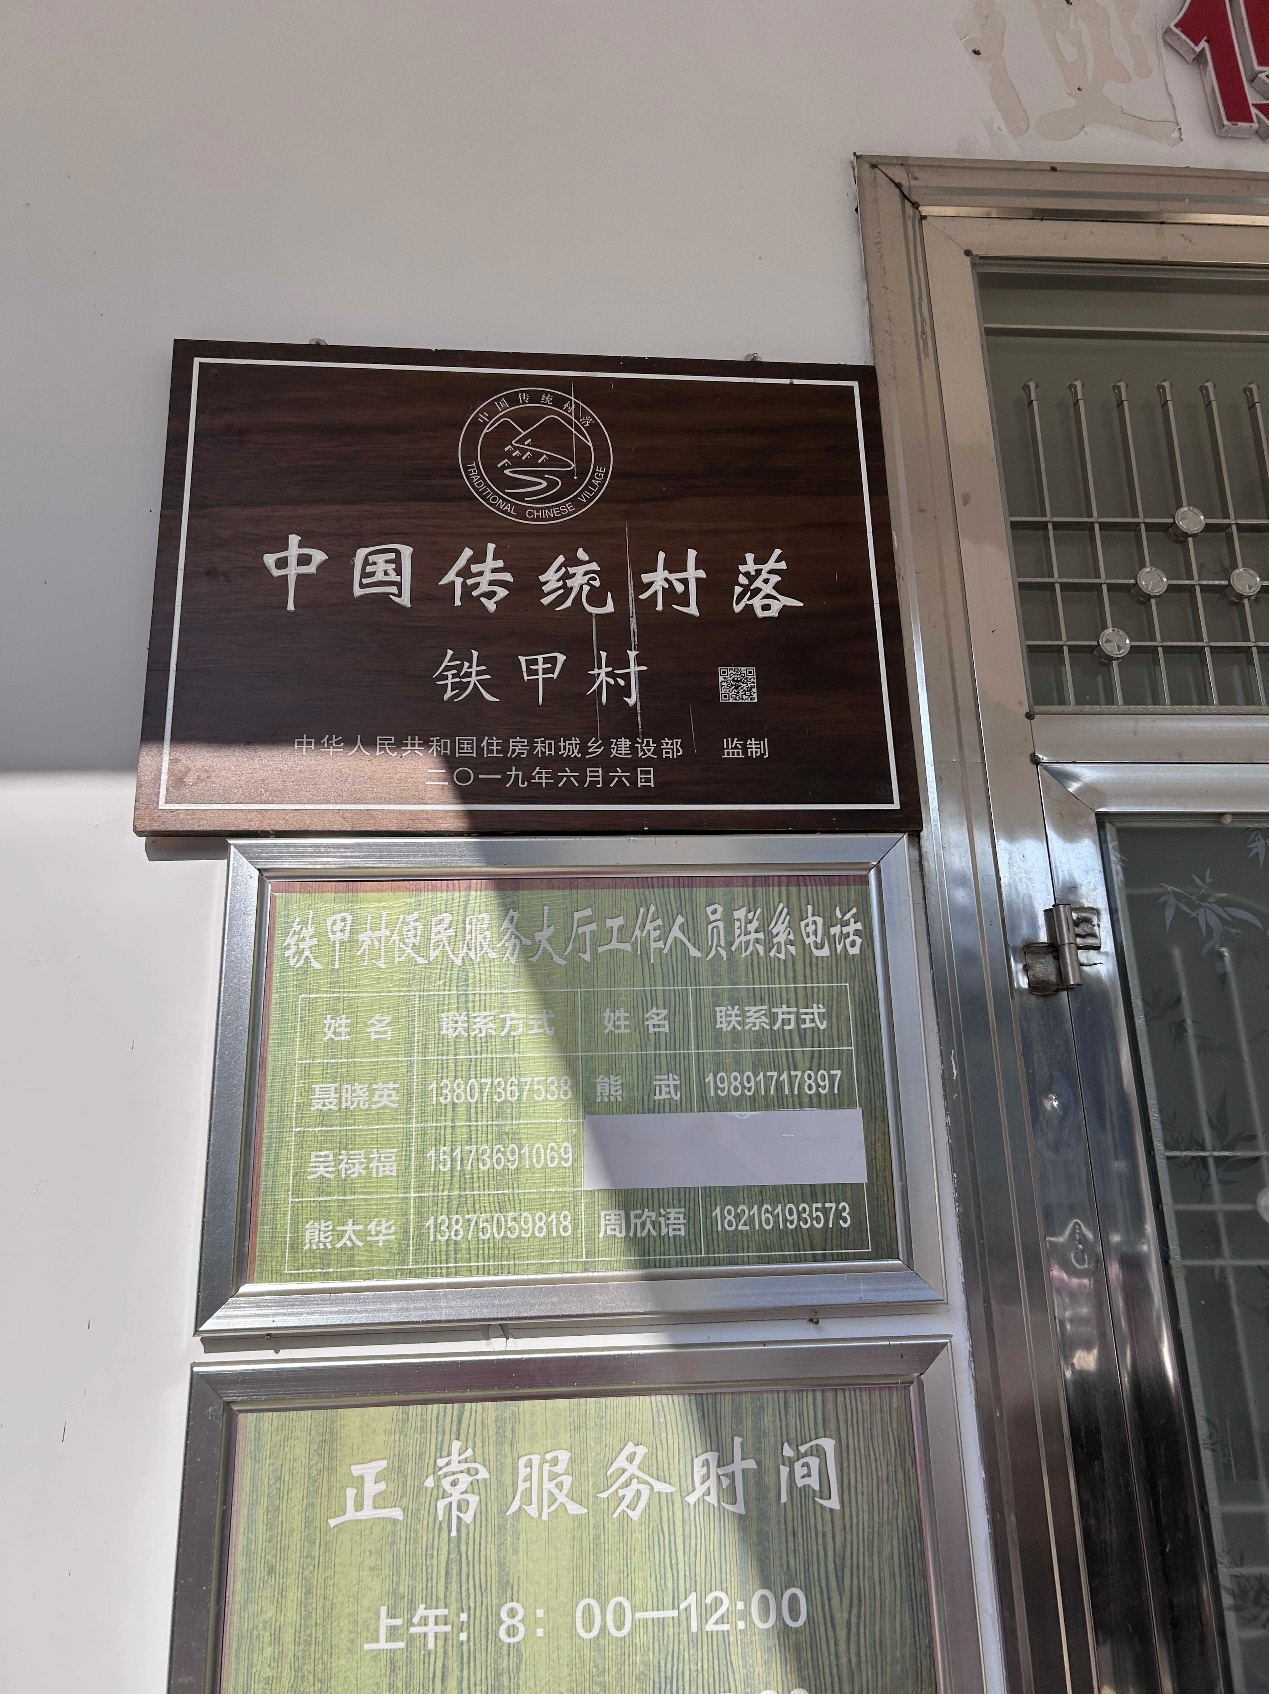 中国传统村落
TRADITIONAL CHINESE VILLAGE
中国传统村落
铁甲村
中华人民共和国住房和城乡建设部 监制
二〇一九年六月六日
铁甲村便民服务大厅工作人员联系电话
姓名 联系方式 姓名 联系方式
聂晓英 13807367538 熊武 19891717897
吴禄福 15173691069
熊太华 13875059818 周欣语 18216193573
正常服务时间
上午：8：00—12:00